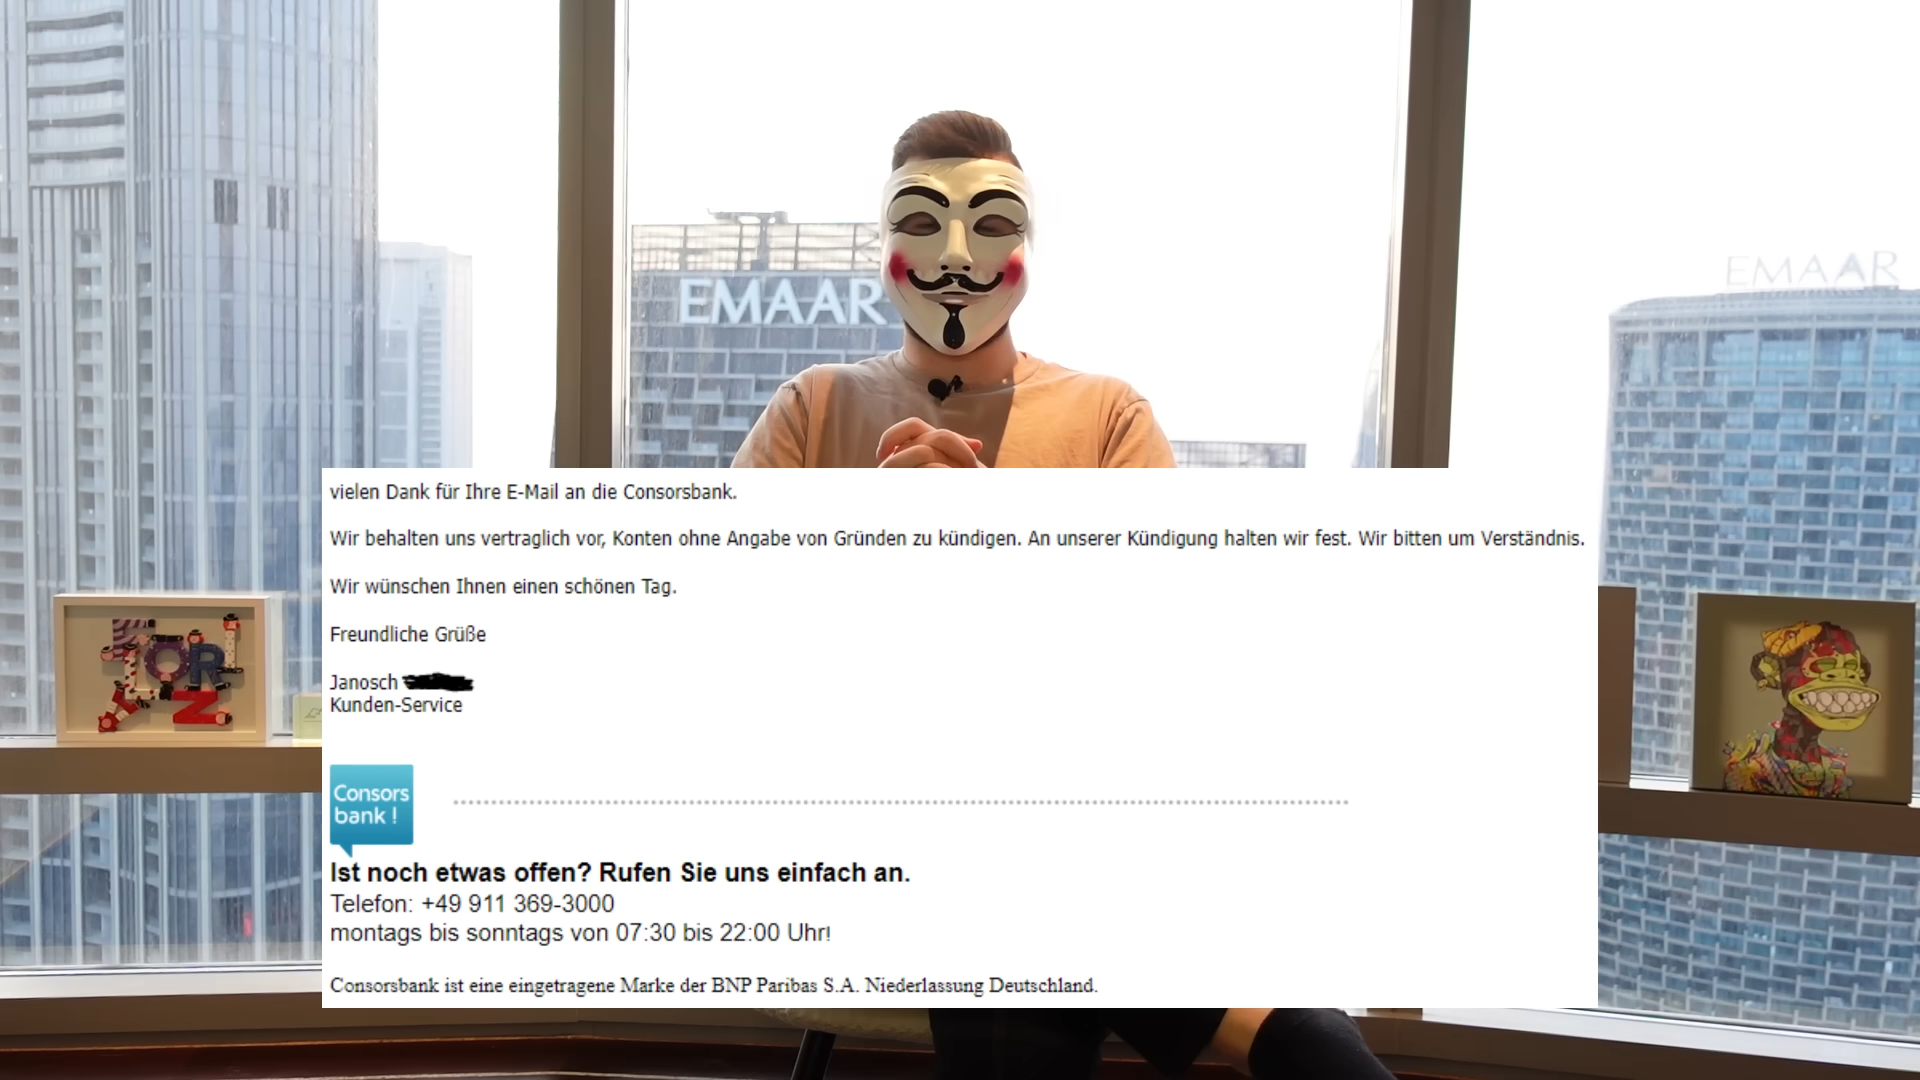 EMAAR
EMAAR
vielen Dank für Ihre E-Mail an die Consorsbank.
Wir behalten uns vertraglich vor, Konten ohne Angabe von Gründen zu kündigen. An unserer Kündigung halten wir fest. Wir bitten um Verständnis.
Wir wünschen Ihnen einen schönen Tag.
Freundliche Grüße
Janosch
Kunden-Service
Consors
bank !
Ist noch etwas offen? Rufen Sie uns einfach an.
Telefon: +49 911 369-3000
montags bis sonntags von 07:30 bis 22:00 Uhr!
Consorsbank ist eine eingetragene Marke der BNP Paribas S.A. Niederlassung Deutschland.